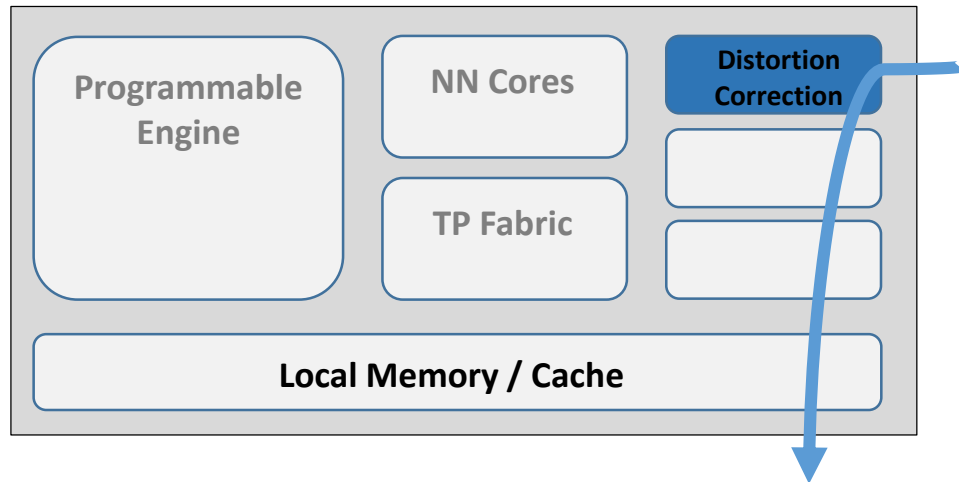 Programmable
Engine
NN Cores
TP Fabric
Distortion
Correction
Local Memory / Cache